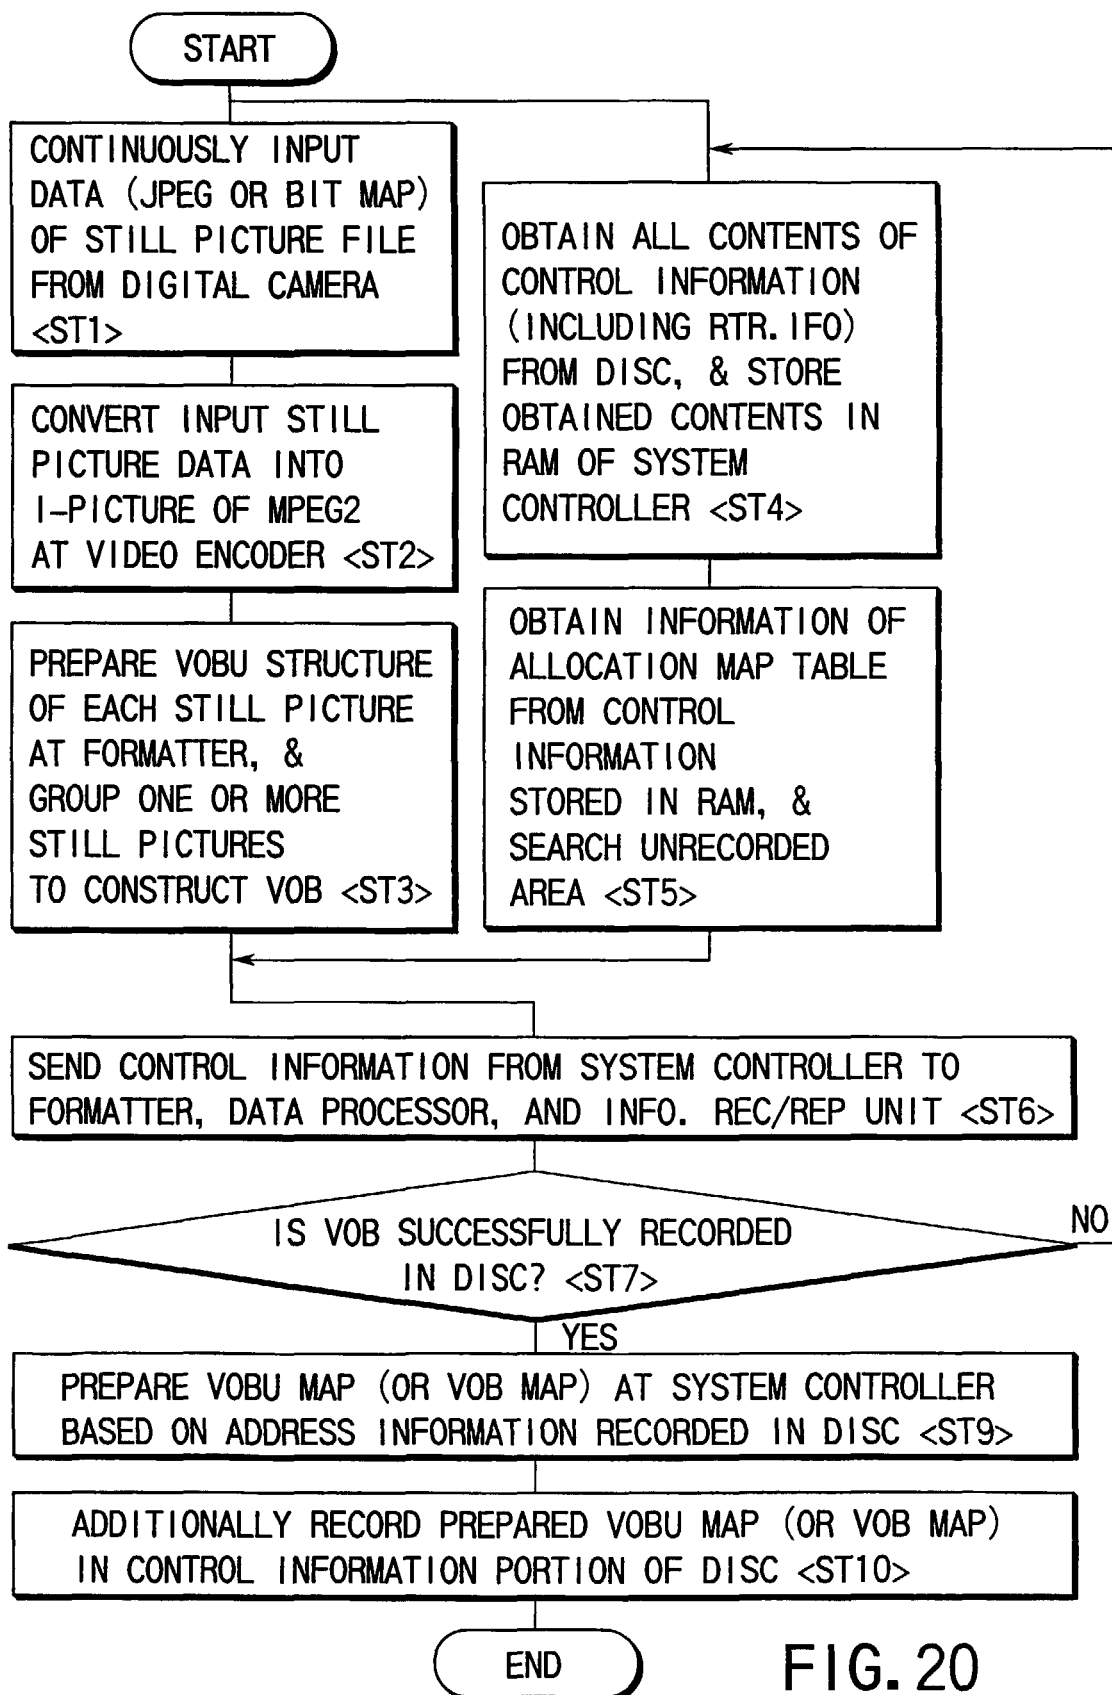 START
CONTINUOUSLY INPUT
DATA (JPEG OR BIT MAP)
OF STILL PICTURE FILE
FROM DIGITAL CAMERA
<ST1>
CONVERT INPUT STILL
PICTURE DATA INTO
I-PICTURE OF MPEG2
AT VIDEO ENCODER <ST2>
PREPARE VOBU STRUCTURE
OF EACH STILL PICTURE
AT FORMATTER, &
GROUP ONE OR MORE
STILL PICTURES
TO CONSTRUCT VOB <ST3>
OBTAIN ALL CONTENTS OF
CONTROL INFORMATION
(INCLUDING RTR.IFO)
FROM DISC, & STORE
OBTAINED CONTENTS IN
RAM OF SYSTEM
CONTROLLER <ST4>
OBTAIN INFORMATION OF
ALLOCATION MAP TABLE
FROM CONTROL
INFORMATION
STORED IN RAM, &
SEARCH UNRECORDED
AREA <ST5>
SEND CONTROL INFORMATION FROM SYSTEM CONTROLLER TO
FORMATTER, DATA PROCESSOR, AND INFO. REC/REP UNIT <ST6>
IS VOB SUCCESSFULLY RECORDED
IN DISC? <ST7>
NO
YES
PREPARE VOBU MAP (OR VOB MAP) AT SYSTEM CONTROLLER
BASED ON ADDRESS INFORMATION RECORDED IN DISC <ST9>
ADDITIONALLY RECORD PREPARED VOBU MAP (OR VOB MAP)
IN CONTROL INFORMATION PORTION OF DISC <ST10>
END
FIG. 20